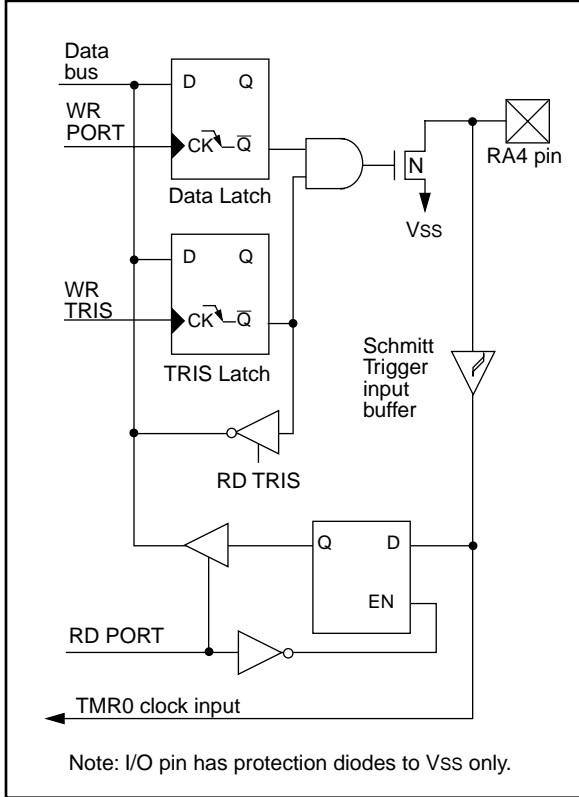 Data
bus
D Q
WR
PORT
CK Q
Data Latch
N
RA4 pin
VSS
D Q
WR
TRIS
CK Q
TRIS Latch
Schmitt
Trigger
input
buffer
RD TRIS
Q D
EN
RD PORT
TMR0 clock input
Note: I/O pin has protection diodes to VSS only.